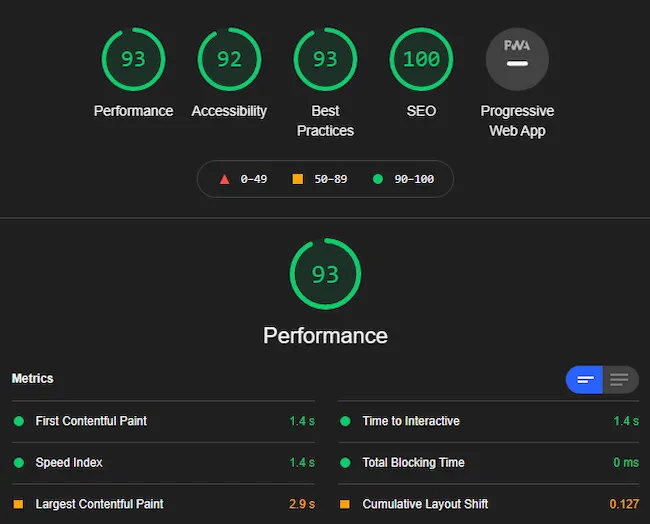 93 92 93 100 PWA
Performance Accessibility Best Practices SEO Progressive Web App
0–49 50–89 90–100
93
Performance
Metrics
First Contentful Paint 1.4 s Time to Interactive 1.4 s
Speed Index 1.4 s Total Blocking Time 0 ms
Largest Contentful Paint 2.9 s Cumulative Layout Shift 0.127